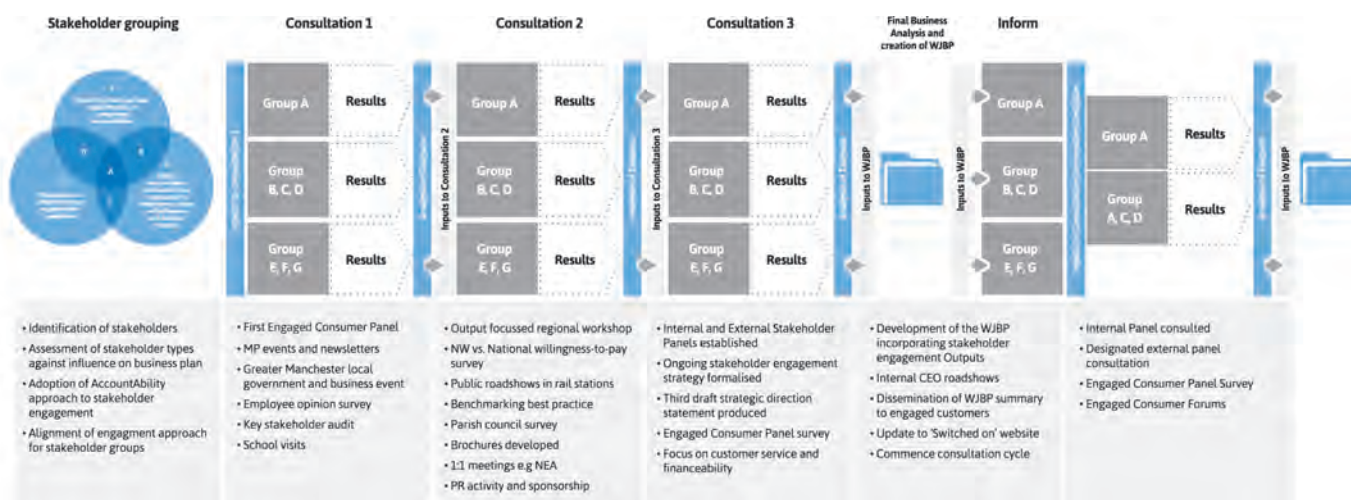 Stakeholder grouping
Consultation 1
Consultation 2
Consultation 3
Final Business
Analysis and
creation of WJBP
Inform
A
Group A
Results
Group
B, C, D
Results
Group
E, F, G
Results
Inputs to Consultation 2
Group A
Results
Group
B, C, D
Results
Group
E, F, G
Results
Inputs to Consultation 3
Group A
Results
Group
B, C, D
Results
Group
E, F, G
Results
Inputs to WJBP
Inputs to WJBP
Group A
Group
B, C, D
Group
E, F, G
Group A
Results
Group
A, C, D
Results
Inputs to WJBP
• Identification of stakeholders
• Assessment of stakeholder types
against influence on business plan
• Adoption of AccountAbility
approach to stakeholder
engagement
• Alignment of engagment approach
for stakeholder groups
• First Engaged Consumer Panel
• MP events and newsletters
• Greater Manchester local
government and business event
• Employee opinion survey
• Key stakeholder audit
• School visits
• Output focussed regional workshop
• NW vs. National willingness-to-pay
survey
• Public roadshows in rail stations
• Benchmarking best practice
• Parish council survey
• Brochures developed
• 1:1 meetings e.g NEA
• PR activity and sponsorship
• Internal and External Stakeholder
Panels established
• Ongoing stakeholder engagement
strategy formalised
• Third draft strategic direction
statement produced
• Engaged Consumer Panel survey
• Focus on customer service and
financeability
• Development of the WJBP
incorporating stakeholder
engagement Outputs
• Internal CEO roadshows
• Dissemination of WJBP summary
to engaged customers
• Update to 'Switched on' website
• Commence consultation cycle
• Internal Panel consulted
• Designated external panel
consultation
• Engaged Consumer Panel Survey
• Engaged Consumer Forums